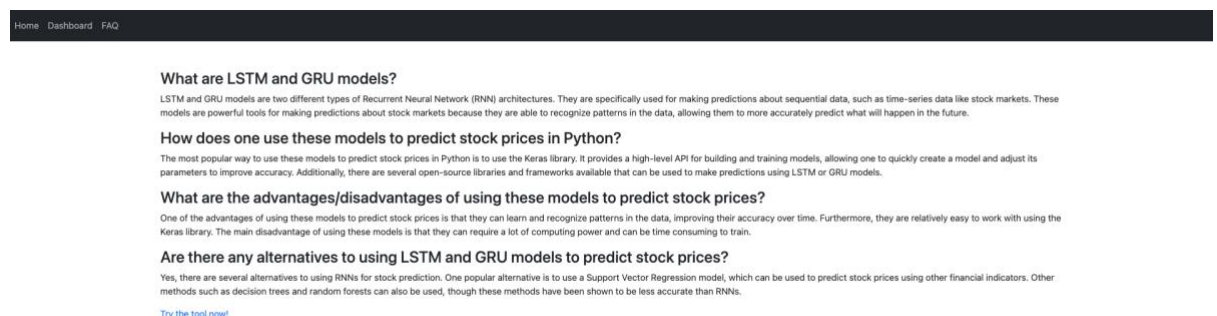 Home Dashboard FAQ
What are LSTM and GRU models?
LSTM and GRU models are two different types of Recurrent Neural Network (RNN) architectures. They are specifically used for making predictions about sequential data, such as time-series data like stock markets. These
models are powerful tools for making predictions about stock markets because they are able to recognize patterns in the data, allowing them to more accurately predict what will happen in the future.
How does one use these models to predict stock prices in Python?
The most popular way to use these models to predict stock prices in Python is to use the Keras library. It provides a high-level API for building and training models, allowing one to quickly create a model and adjust its
parameters to improve accuracy. Additionally, there are several open-source libraries and frameworks available that can be used to make predictions using LSTM or GRU models.
What are the advantages/disadvantages of using these models to predict stock prices?
One of the advantages of using these models to predict stock prices is that they can learn and recognize patterns in the data, improving their accuracy over time. Furthermore, they are relatively easy to work with using the
Keras library. The main disadvantage of using these models is that they can require a lot of computing power and can be time consuming to train.
Are there any alternatives to using LSTM and GRU models to predict stock prices?
Yes, there are several alternatives to using RNNs for stock prediction. One popular alternative is to use a Support Vector Regression model, which can be used to predict stock prices using other financial indicators. Other
methods such as decision trees and random forests can also be used, though these methods have been shown to be less accurate than RNNs.
Try the tool now!